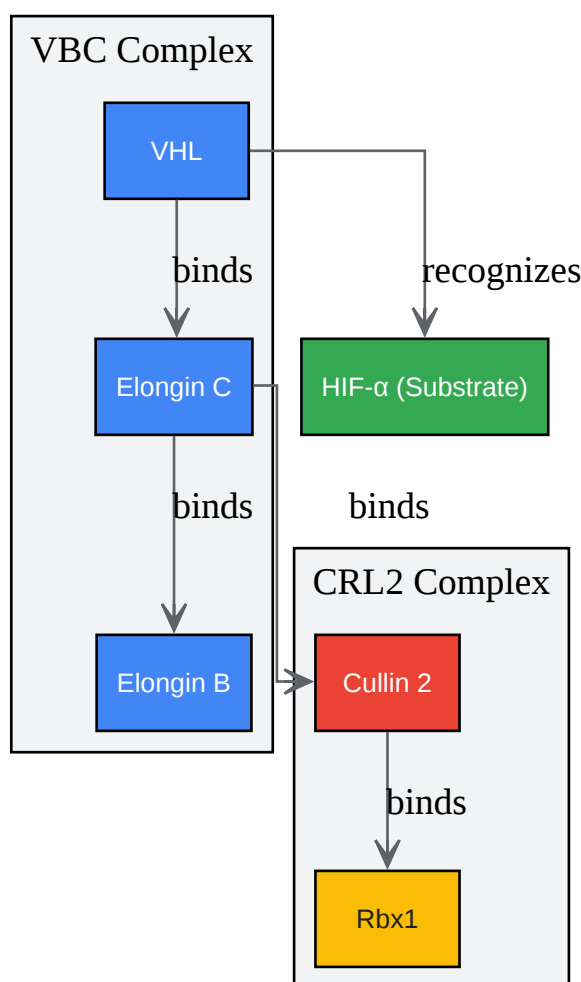 VBC Complex
VHL
binds
recognizes
Elongin C
HIF-α (Substrate)
binds
binds
CRL2 Complex
Elongin B
Cullin 2
binds
Rbx1